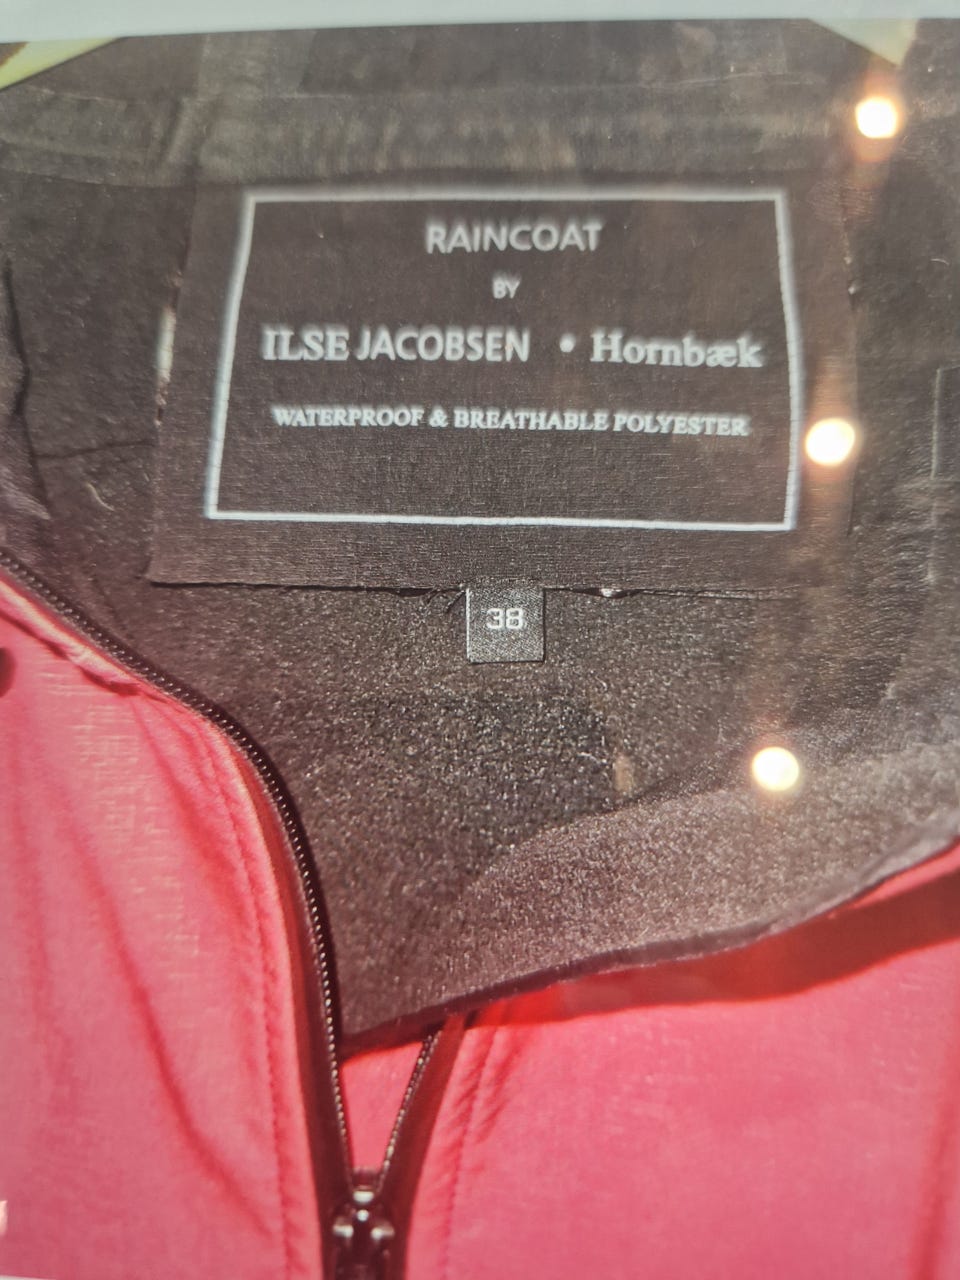 RAINCOAT
BY
ILSE JACOBSEN • Hornbæk
WATERPROOF & BREATHABLE POLYESTER
38